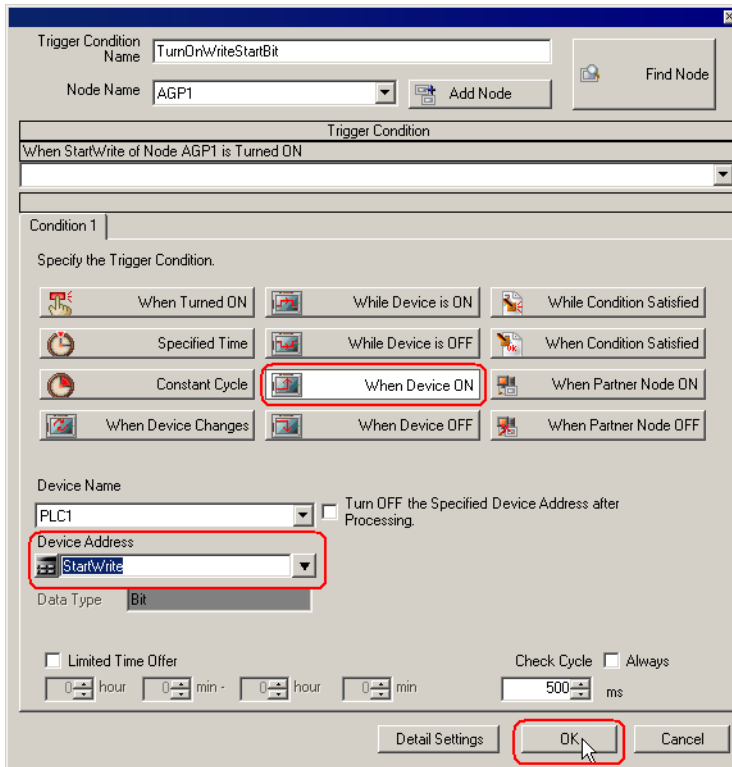 Trigger Condition
Name
TurnOnWriteStartBit
Find Node
Node Name
AGP1
Add Node
Trigger Condition
When StartWrite of Node AGP1 is Turned ON
Condition 1
Specify the Trigger Condition.
When Turned ON
While Device is ON
While Condition Satisfied
Specified Time
While Device is OFF
When Condition Satisfied
Constant Cycle
When Device ON
When Partner Node ON
When Device Changes
When Device OFF
When Partner Node OFF
Device Name
PLC1
Turn OFF the Specified Device Address after
Processing.
Device Address
StartWrite
Data Type
Bit
Limited Time Offer
Check Cycle
Always
0 hour
0 min -
0 hour
0 min
500 ms
Detail Settings
OK
Cancel